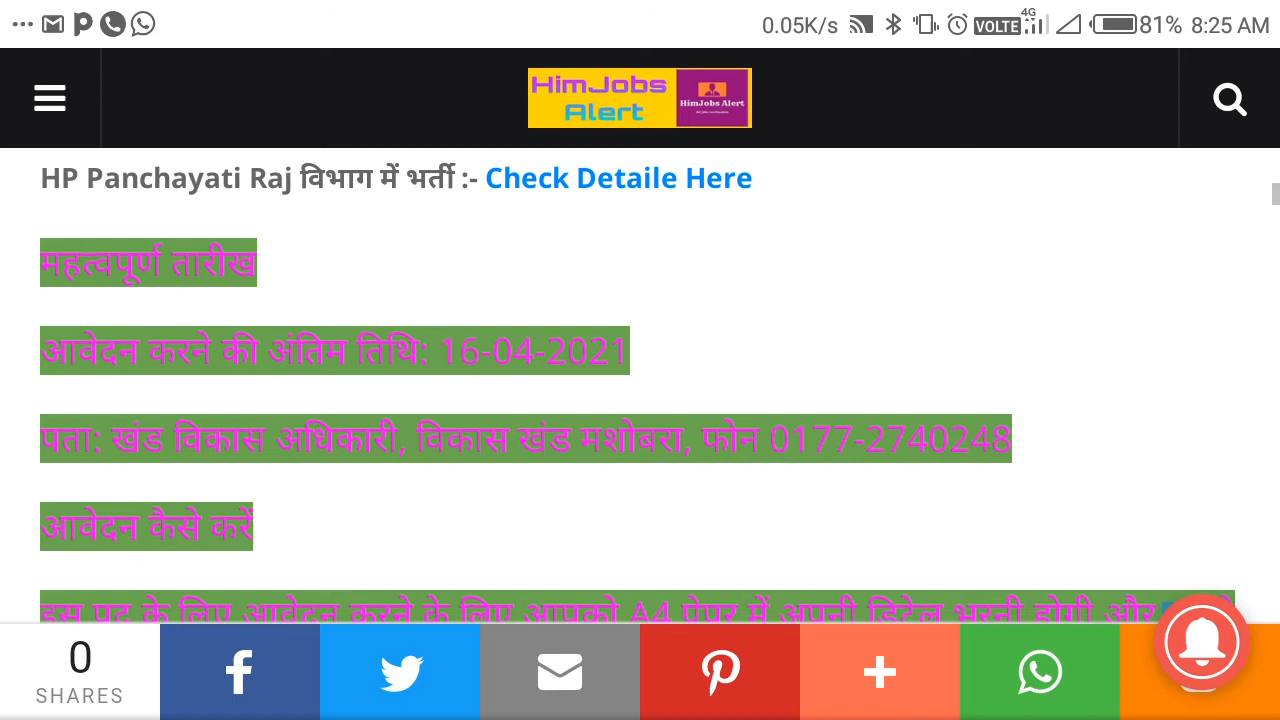 0.05K/s VOLTE 4G 81% 8:25 AM
HimJobs Alert
HimJobs Alert
HP Panchayati Raj विभाग में भर्ती :- Check Detaile Here
महत्वपूर्ण तारीख
आवेदन करने की अंतिम तिथि: 16-04-2021
पता: खंड विकास अधिकारी, विकास खंड मशोबरा, फोन 0177-2740248
आवेदन कैसे करें
इस पद के लिए आवेदन करने के लिए आपको A4 पेपर में अपनी डिटेल भरनी होगी और
0
SHARES